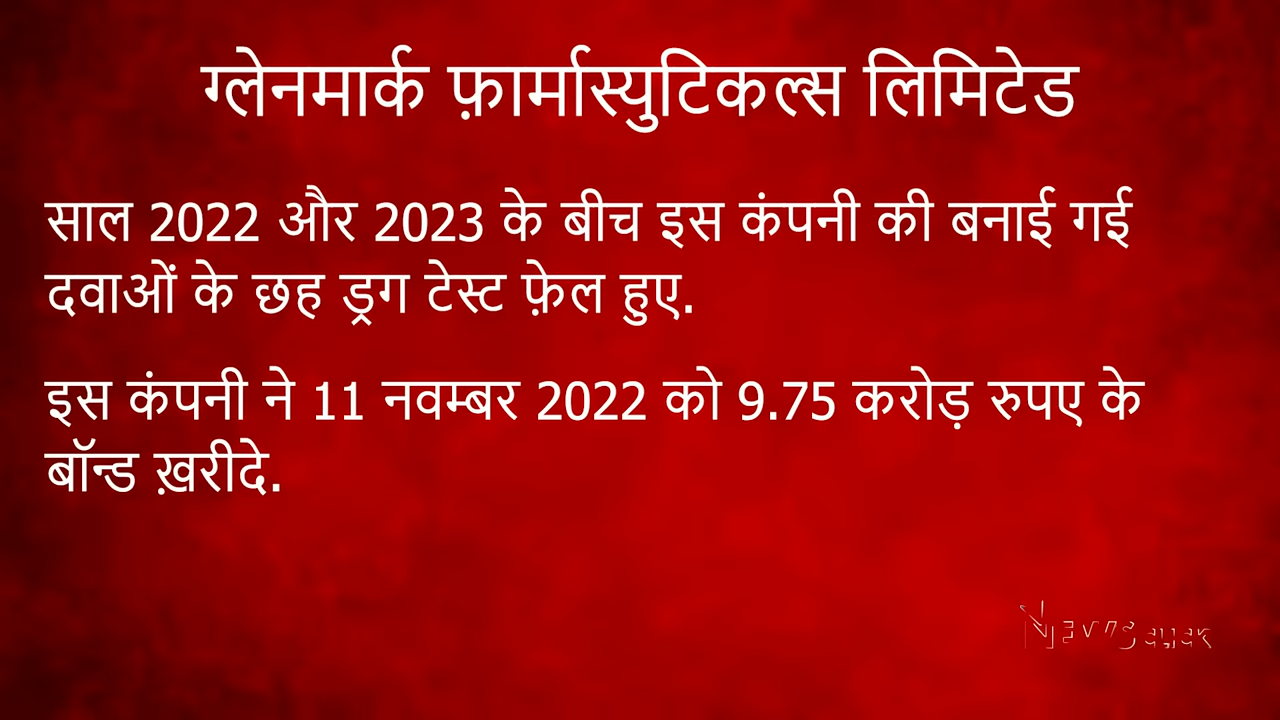 ग्लेनमार्क फ़ार्मास्युटिकल्स लिमिटेड
साल 2022 और 2023 के बीच इस कंपनी की बनाई गई
दवाओं के छह ड्रग टेस्ट फ़ेल हुए.
इस कंपनी ने 11 नवम्बर 2022 को 9.75 करोड़ रुपए के
बॉन्ड ख़रीदे.